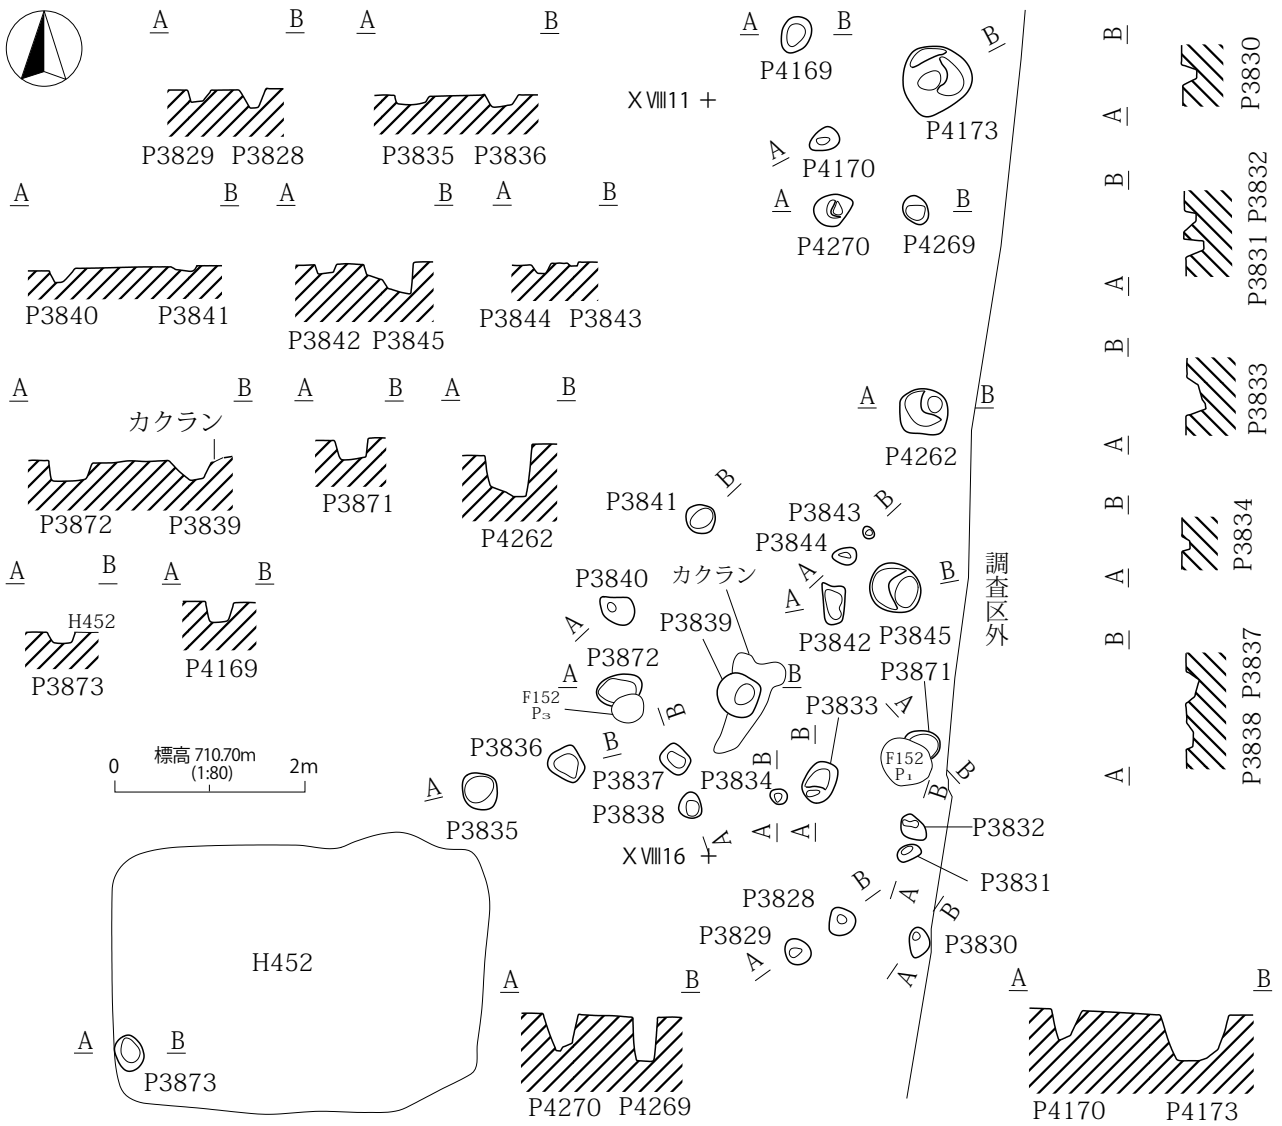 A B A B A B
P4169
B
P3830
A
P4173
XⅧ11 +
P3829 P3828
P3835 P3836
A
P4170
B
P3831 P3832
A
A B A B A B
A B
P4270 P4269
P3840 P3841
P3842 P3845
P3844 P3843
B
P3833
A
A B A B A B
カクラン
A B
P4262
P3872 P3839
P3871
P4262
P3841
B
P3843
B
P3844
A
B
P3834
A
A B A B
H452
P3873
P4169
P3840
A
カクラン
P3839
A
P3842
B
P3845
調査区外
P3872
A B
F152
P₃
P3871
P3833
A
B
P3837 P3838
A
標高 710.70m
(1:80)
0 2m
P3836
B
A
P3835
B
P3837
P3838
A
P3834
B
A
B
A
F152
P₁
B
B
P3832
P3831
A
XⅧ16 +
P3828
B
P3829
A
B
P3830
A
H452
A B
P3873
A B
P4270 P4269
A B
P4170 P4173